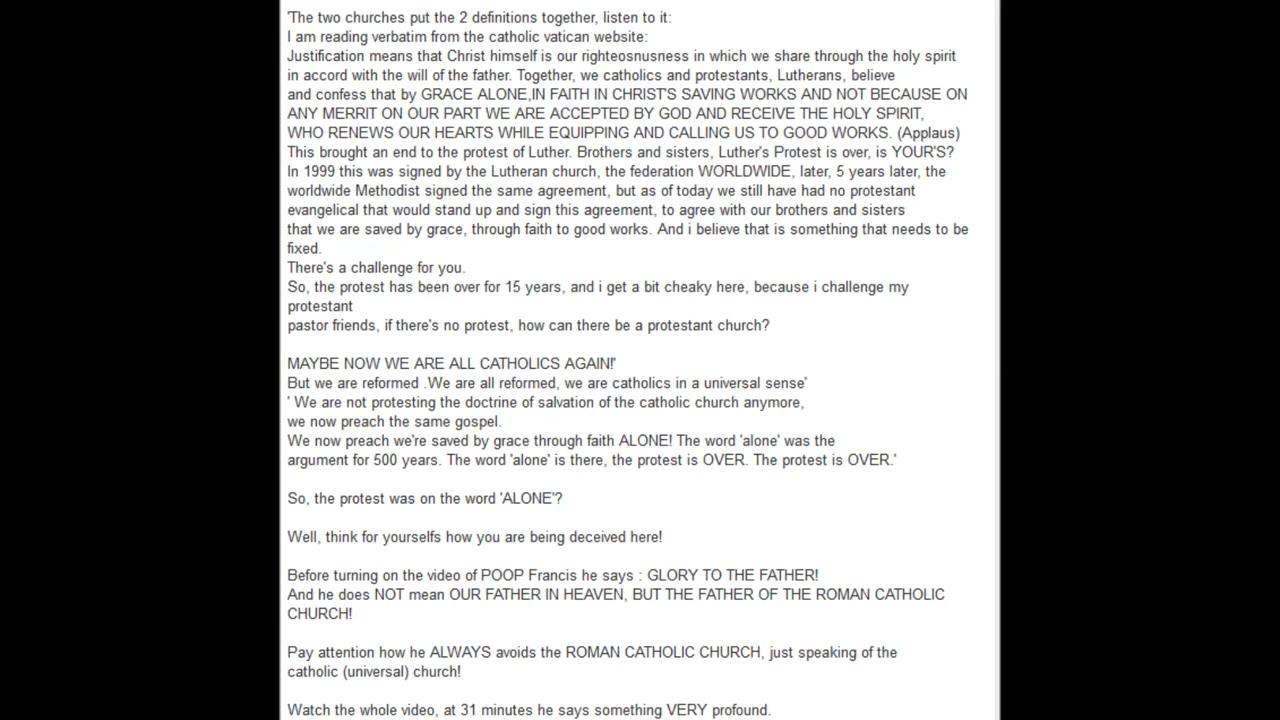 'The two churches put the 2 definitions together, listen to it:
I am reading verbatim from the catholic vatican website:
Justification means that Christ himself is our righteosnusness in which we share through the holy spirit
in accord with the will of the father. Together, we catholics and protestants, Lutherans, believe
and confess that by GRACE ALONE,IN FAITH IN CHRIST'S SAVING WORKS AND NOT BECAUSE ON
ANY MERRIT ON OUR PART WE ARE ACCEPTED BY GOD AND RECEIVE THE HOLY SPIRIT,
WHO RENEWS OUR HEARTS WHILE EQUIPPING AND CALLING US TO GOOD WORKS. (Applaus)
This brought an end to the protest of Luther. Brothers and sisters, Luther's Protest is over, is YOUR'S?
In 1999 this was signed by the Lutheran church, the federation WORLDWIDE, later, 5 years later, the
worldwide Methodist signed the same agreement, but as of today we still have had no protestant
evangelical that would stand up and sign this agreement, to agree with our brothers and sisters
that we are saved by grace, through faith to good works. And i believe that is something that needs to be
fixed.
There's a challenge for you.
So, the protest has been over for 15 years, and i get a bit cheaky here, because i challenge my
protestant
pastor friends, if there's no protest, how can there be a protestant church?
MAYBE NOW WE ARE ALL CATHOLICS AGAIN!'
But we are reformed .We are all reformed, we are catholics in a universal sense'
' We are not protesting the doctrine of salvation of the catholic church anymore,
we now preach the same gospel.
We now preach we're saved by grace through faith ALONE! The word 'alone' was the
argument for 500 years. The word 'alone' is there, the protest is OVER. The protest is OVER.'
So, the protest was on the word 'ALONE'?
Well, think for yourselfs how you are being deceived here!
Before turning on the video of POOP Francis he says : GLORY TO THE FATHER!
And he does NOT mean OUR FATHER IN HEAVEN, BUT THE FATHER OF THE ROMAN CATHOLIC
CHURCH!
Pay attention how he ALWAYS avoids the ROMAN CATHOLIC CHURCH, just speaking of the
catholic (universal) church!
Watch the whole video, at 31 minutes he says something VERY profound.